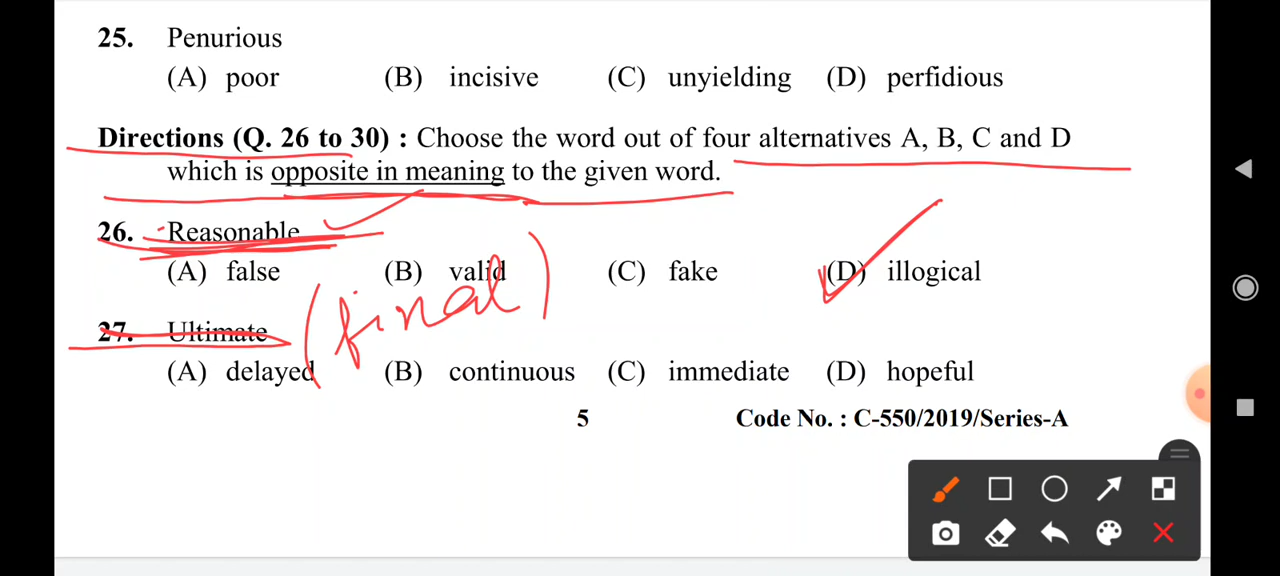 25. Penurious
(A) poor (B) incisive (C) unyielding (D) perfidious
Directions (Q. 26 to 30) : Choose the word out of four alternatives A, B, C and D
which is opposite in meaning to the given word.
26. Reasonable
(A) false (B) valid (C) fake (D) illogical
(final)
27. Ultimate
(A) delayed (B) continuous (C) immediate (D) hopeful
5 Code No. : C-550/2019/Series-A